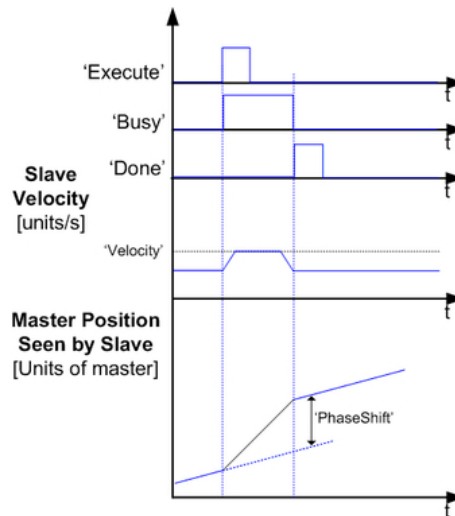 ‘Execute’
t
‘Busy’
t
‘Done’
t
Slave
Velocity
[units/s]
‘Velocity’
t
Master Position
Seen by Slave
[Units of master]
‘PhaseShift’
t